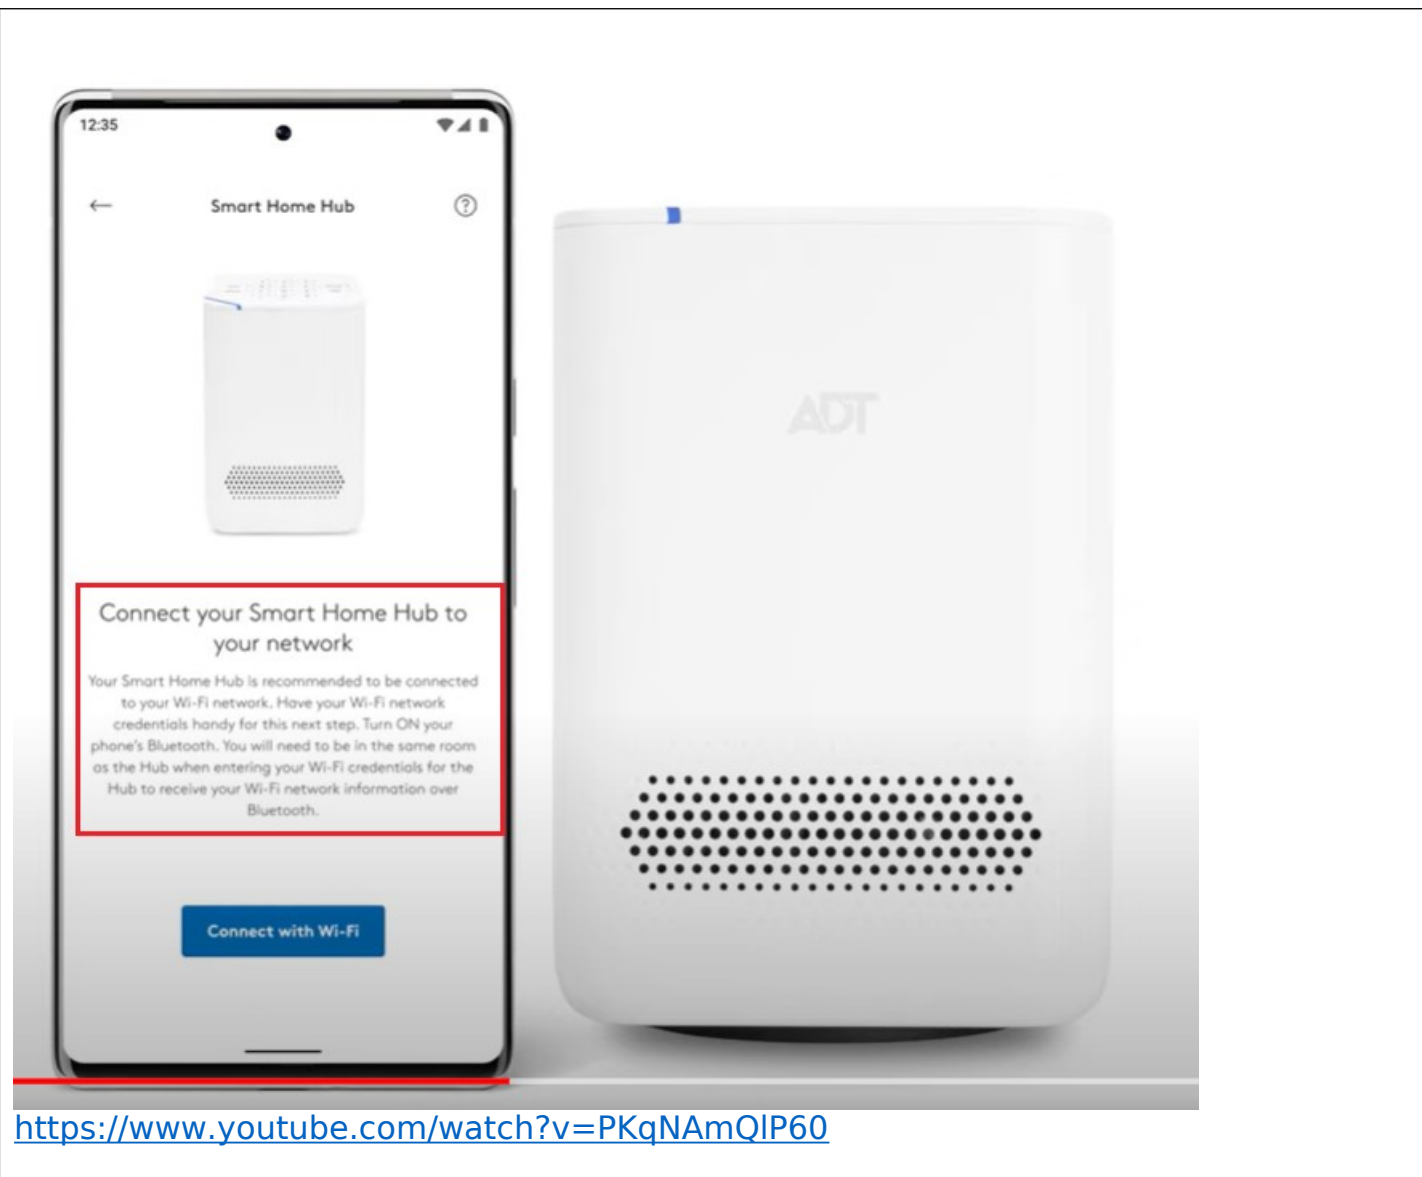 12:35
Smart Home Hub
ADT
Connect your Smart Home Hub to
your network
Your Smart Home Hub is recommended to be connected
to your Wi-Fi network. Have your Wi-Fi network
credentials handy for this next step. Turn ON your
phone's Bluetooth. You will need to be in the same room
as the Hub when entering your Wi-Fi credentials for the
Hub to receive your Wi-Fi network information over
Bluetooth.
Connect with Wi-Fi
https://www.youtube.com/watch?v=PKqNAmQlP60